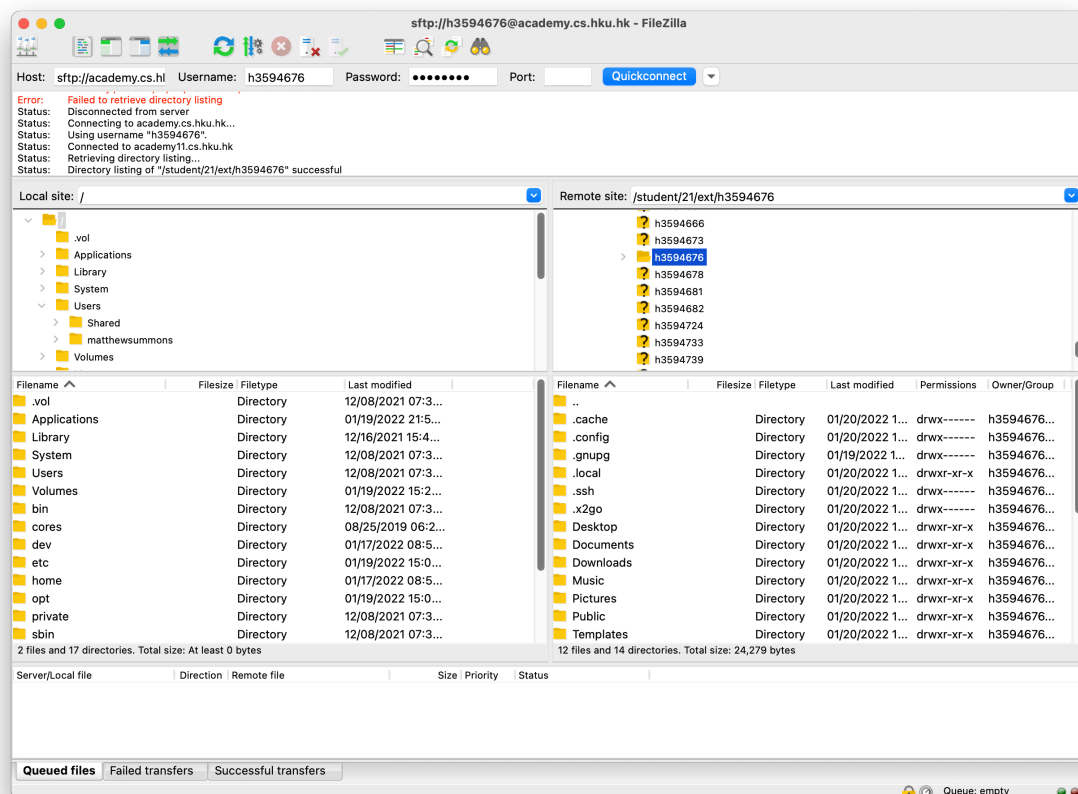 sftp://h3594676@academy.cs.hku.hk - FileZilla
Host: sftp://academy.cs.hl Username: h3594676 Password: •••••••• Port: Quickconnect
Error: Failed to retrieve directory listing
Status: Disconnected from server
Status: Connecting to academy.cs.hku.hk...
Status: Using username "h3594676".
Status: Connected to academy11.cs.hku.hk
Status: Retrieving directory listing...
Status: Directory listing of "/student/21/ext/h3594676" successful
Local site: /
/
.vol
Applications
Library
System
Users
Shared
matthewsummons
Volumes
Filename Filesize Filetype Last modified
.vol Directory 12/08/2021 07:3...
Applications Directory 01/19/2022 21:5...
Library Directory 12/16/2021 15:4...
System Directory 12/08/2021 07:3...
Users Directory 12/08/2021 07:3...
Volumes Directory 01/19/2022 15:2...
bin Directory 12/08/2021 07:3...
cores Directory 08/25/2019 06:2...
dev Directory 01/17/2022 08:5...
etc Directory 01/19/2022 15:0...
home Directory 01/17/2022 08:5...
opt Directory 01/19/2022 15:0...
private Directory 12/08/2021 07:3...
sbin Directory 12/08/2021 07:3...
2 files and 17 directories. Total size: At least 0 bytes
Remote site: /student/21/ext/h3594676
h3594666
h3594673
h3594676
h3594678
h3594681
h3594682
h3594724
h3594733
h3594739
Filename Filesize Filetype Last modified Permissions Owner/Group
..
.cache Directory 01/20/2022 1... drwx------ h3594676...
.config Directory 01/20/2022 1... drwx------ h3594676...
.gnupg Directory 01/19/2022 1... drwx------ h3594676...
.local Directory 01/20/2022 1... drwxr-xr-x h3594676...
.ssh Directory 01/20/2022 1... drwx------ h3594676...
.x2go Directory 01/20/2022 1... drwx------ h3594676...
Desktop Directory 01/20/2022 1... drwxr-xr-x h3594676...
Documents Directory 01/20/2022 1... drwxr-xr-x h3594676...
Downloads Directory 01/20/2022 1... drwxr-xr-x h3594676...
Music Directory 01/20/2022 1... drwxr-xr-x h3594676...
Pictures Directory 01/20/2022 1... drwxr-xr-x h3594676...
Public Directory 01/20/2022 1... drwxr-xr-x h3594676...
Templates Directory 01/20/2022 1... drwxr-xr-x h3594676...
12 files and 14 directories. Total size: 24,279 bytes
Server/Local file Direction Remote file Size Priority Status
Queued files Failed transfers Successful transfers
Queue: empty